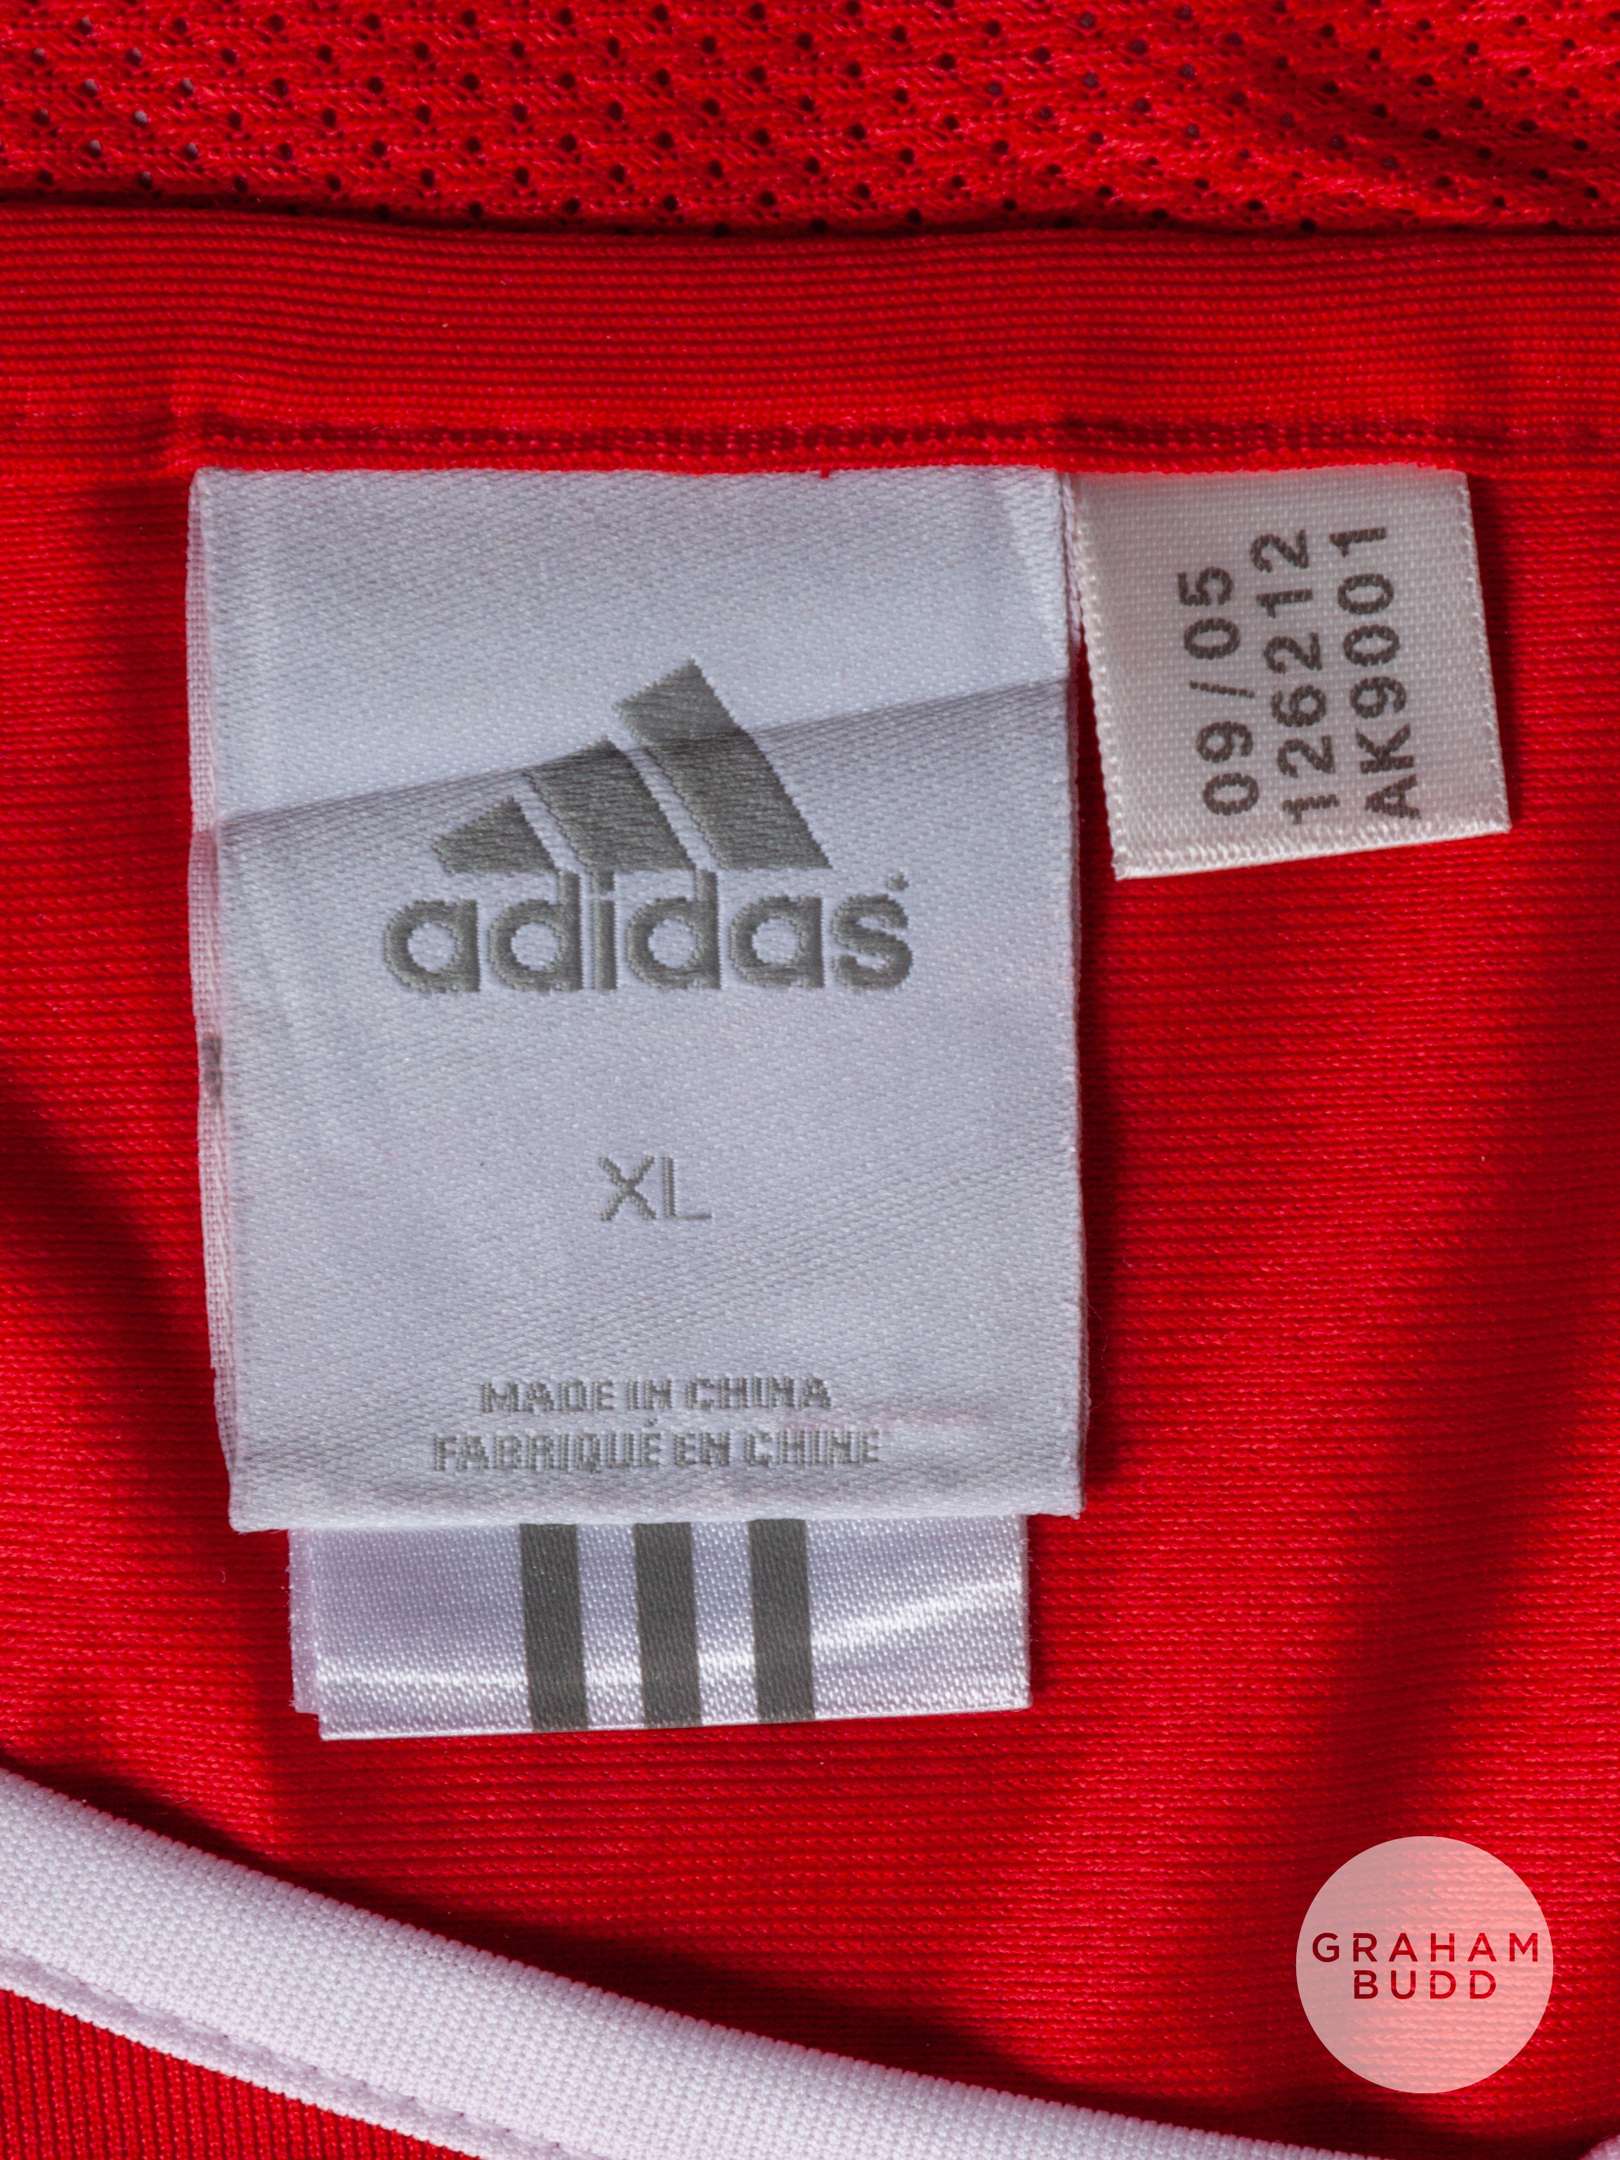 adidas
XL
MADE IN CHINA
FABRIQUÉ EN CHINE
09/05
126212
AK9001
GRAHAM
BUDD